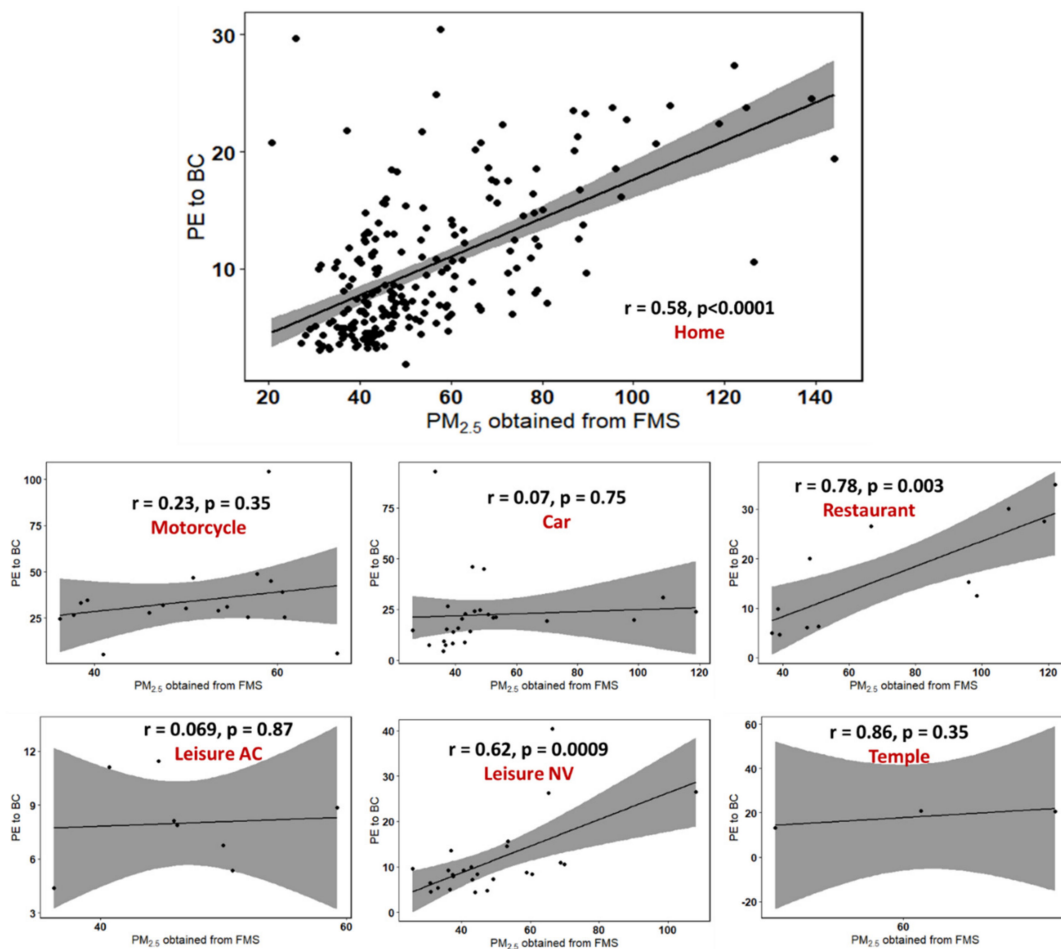 30
20
10
PE to BC
r = 0.58, p<0.0001
Home
20 40 60 80 100 120 140
PM2.5 obtained from FMS
100
75
50
25
PE to BC
r = 0.23, p = 0.35
Motorcycle
60
PM2.5 obtained from FMS
75
50
25
0
PE to BC
r = 0.07, p = 0.75
Car
40 60 80 100 120
PM2.5 obtained from FMS
30
20
10
0
PE to BC
r = 0.78, p = 0.003
Restaurant
40 60 80 100 120
PM2.5 obtained from FMS
12
9
6
3
PE to BC
r = 0.069, p = 0.87
Leisure AC
40 60
PM2.5 obtained from FMS
40
30
20
10
0
PE to BC
r = 0.62, p = 0.0009
Leisure NV
40 60 80 100
PM2.5 obtained from FMS
60
40
20
0
-20
PE to BC
r = 0.86, p = 0.35
Temple
60
PM2.5 obtained from FMS